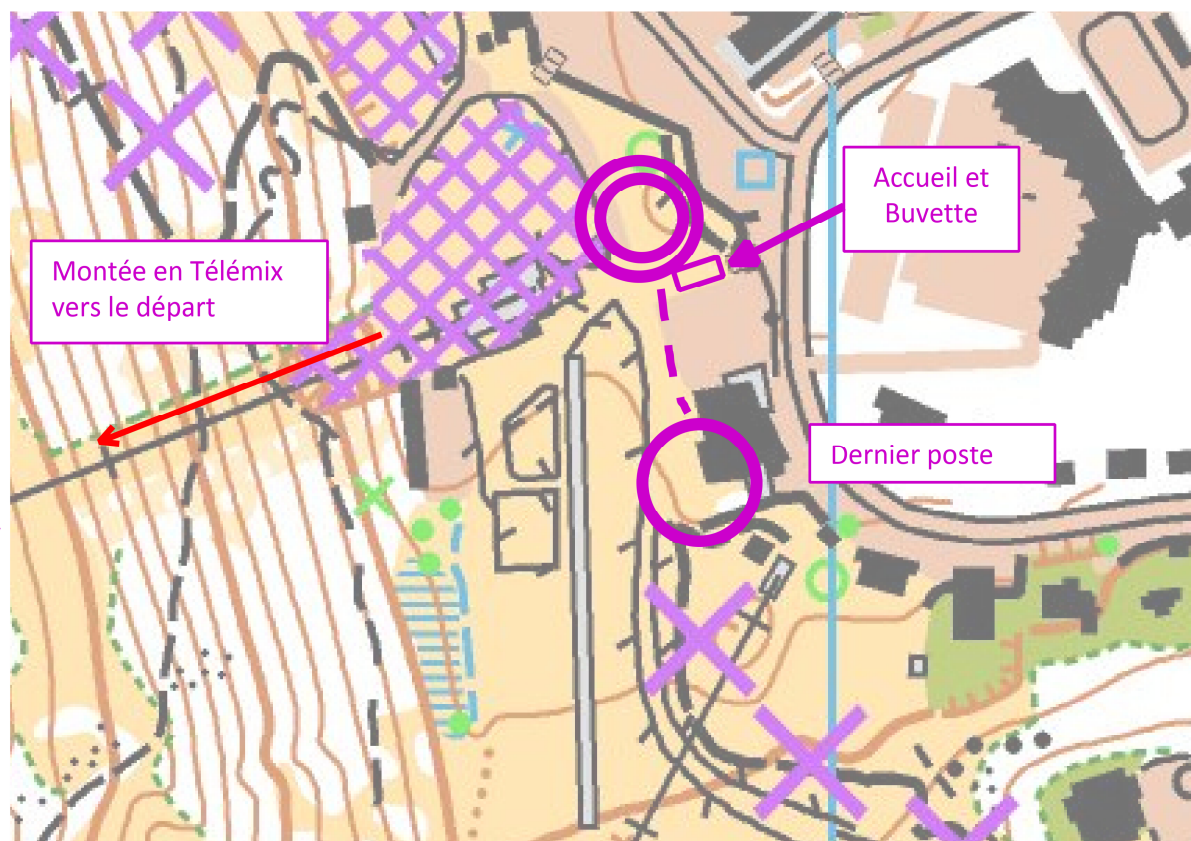 Accueil et
Buvette
Montée en Télémix
vers le départ
Dernier poste